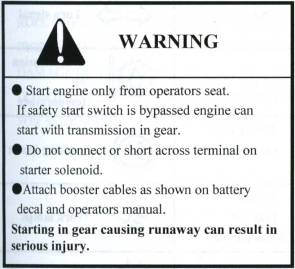 WARNING
● Start engine only from operators seat.
If safety start switch is bypassed engine can
start with transmission in gear.
● Do not connect or short across terminal on
starter solenoid.
●Attach booster cables as shown on battery
decal and operators manual.
Starting in gear causing runaway can result in
serious injury.